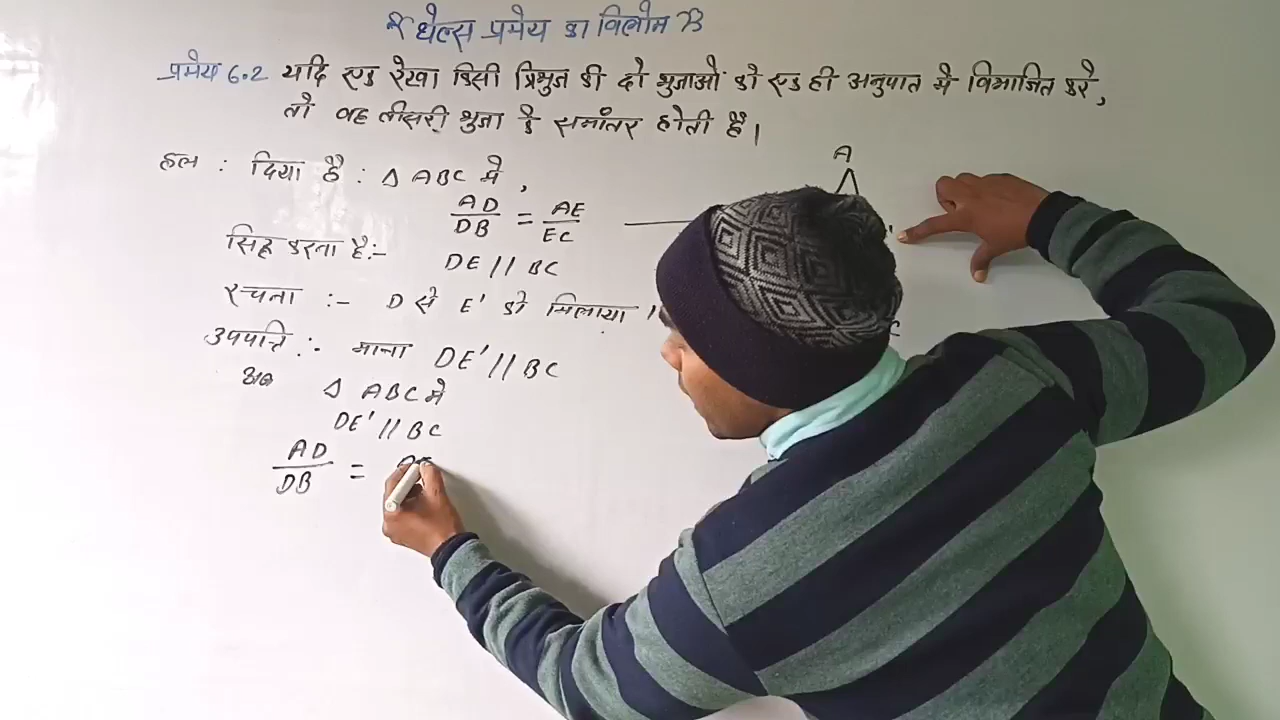 थेल्स प्रमेय का विलोम
प्रमेय 6.2 यदि एक रेखा किसी त्रिभुज की दो भुजाओं को एक ही अनुपात में विभाजित करे,
तो वह तीसरी भुजा के समांतर होती है।
हल : दिया है : Δ ABC में ,
AD/DB = AE/EC
सिद्ध करना है:- DE // BC
रचना :- D से E' को मिलाया
उपपत्ति :- माना DE' // BC
अब Δ ABC में
DE' // BC
AD/DB =
A